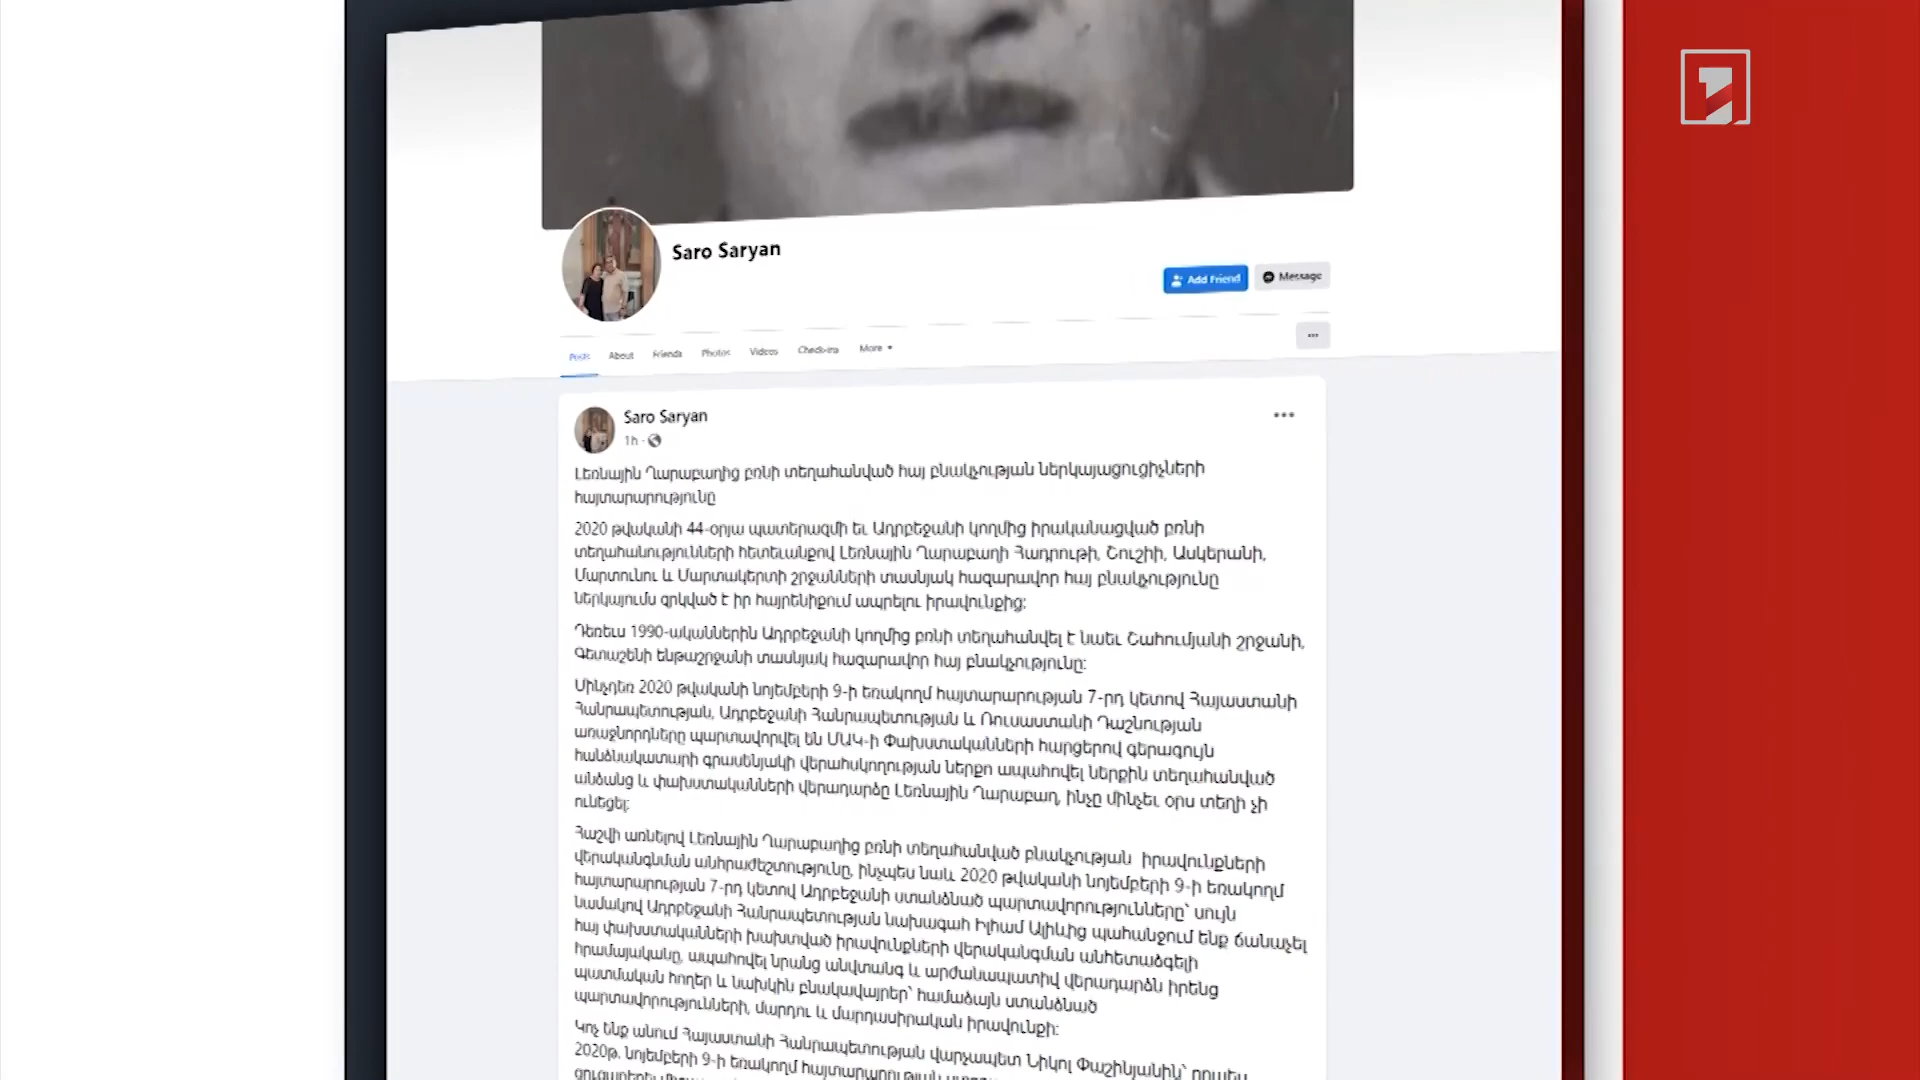 Saro Saryan
Add Friend
Message
Posts About Friends Photos Videos Check-ins More
Saro Saryan
1h
Լեռնային Ղարաբաղից բռնի տեղահանված հայ բնակչության ներկայացուցիչների
հայտարարությունը
2020 թվականի 44-օրյա պատերազմի եւ Ադրբեջանի կողմից իրականացված բռնի
տեղահանությունների հետեւանքով Լեռնային Ղարաբաղի Հադրութի, Շուշիի, Ասկերանի,
Մարտունու և Մարտակերտի շրջանների տասնյակ հազարավոր հայ բնակչությունը
ներկայումս զրկված է իր հայրենիքում ապրելու իրավունքից:
Դեռեւս 1990-ականներին Ադրբեջանի կողմից բռնի տեղահանվել է նաեւ Շահումյանի շրջանի,
Գետաշենի ենթաշրջանի տասնյակ հազարավոր հայ բնակչությունը:
Մինչդեռ 2020 թվականի նոյեմբերի 9-ի եռակողմ հայտարարության 7-րդ կետով Հայաստանի
Հանրապետության, Ադրբեջանի Հանրապետության և Ռուսաստանի Դաշնության
առաջնորդները պարտավորվել են ՄԱԿ-ի Փախստականների հարցերով գերագույն
հանձնակատարի գրասենյակի վերահսկողության ներքո ապահովել ներքին տեղահանված
անձանց և փախստականների վերադարձը Լեռնային Ղարաբաղ, ինչը մինչեւ օրս տեղի չի
ունեցել:
Հաշվի առնելով Լեռնային Ղարաբաղից բռնի տեղահանված բնակչության իրավունքների
վերականգնման անհրաժեշտությունը, ինչպես նաև 2020 թվականի նոյեմբերի 9-ի եռակողմ
հայտարարության 7-րդ կետով Ադրբեջանի ստանձնած պարտավորությունները՝ սույն
նամակով Ադրբեջանի Հանրապետության նախագահ Իլհամ Ալիևից պահանջում ենք ճանաչել
հայ փախստականների խախտված իրավունքների վերականգնման անհետաձգելի
հրամայականը, ապահովել նրանց անվտանգ և արժանապատիվ վերադարձն իրենց
պատմական հողեր և նախկին բնակավայրեր՝ համաձայն ստանձնած
պարտավորությունների, մարդու և մարդասիրական իրավունքի:
Կոչ ենք անում Հայաստանի Հանրապետության վարչապետ Նիկոլ Փաշինյանին՝ որպես
2020թ. նոյեմբերի 9-ի եռակողմ հայտարարության